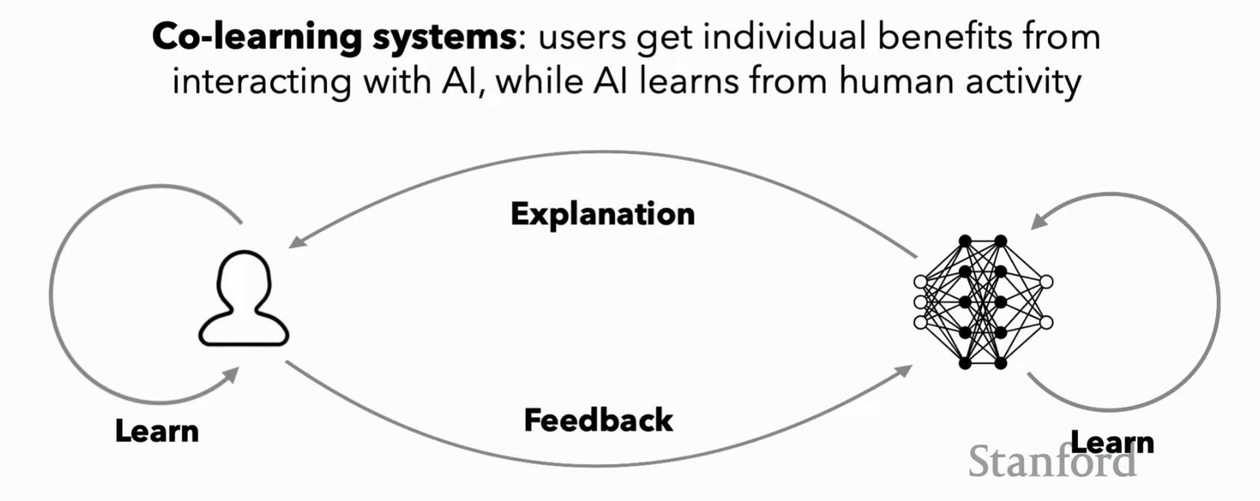 Co-learning systems: users get individual benefits from
interacting with AI, while AI learns from human activity
Explanation
Feedback
Learn
Learn
Stanford